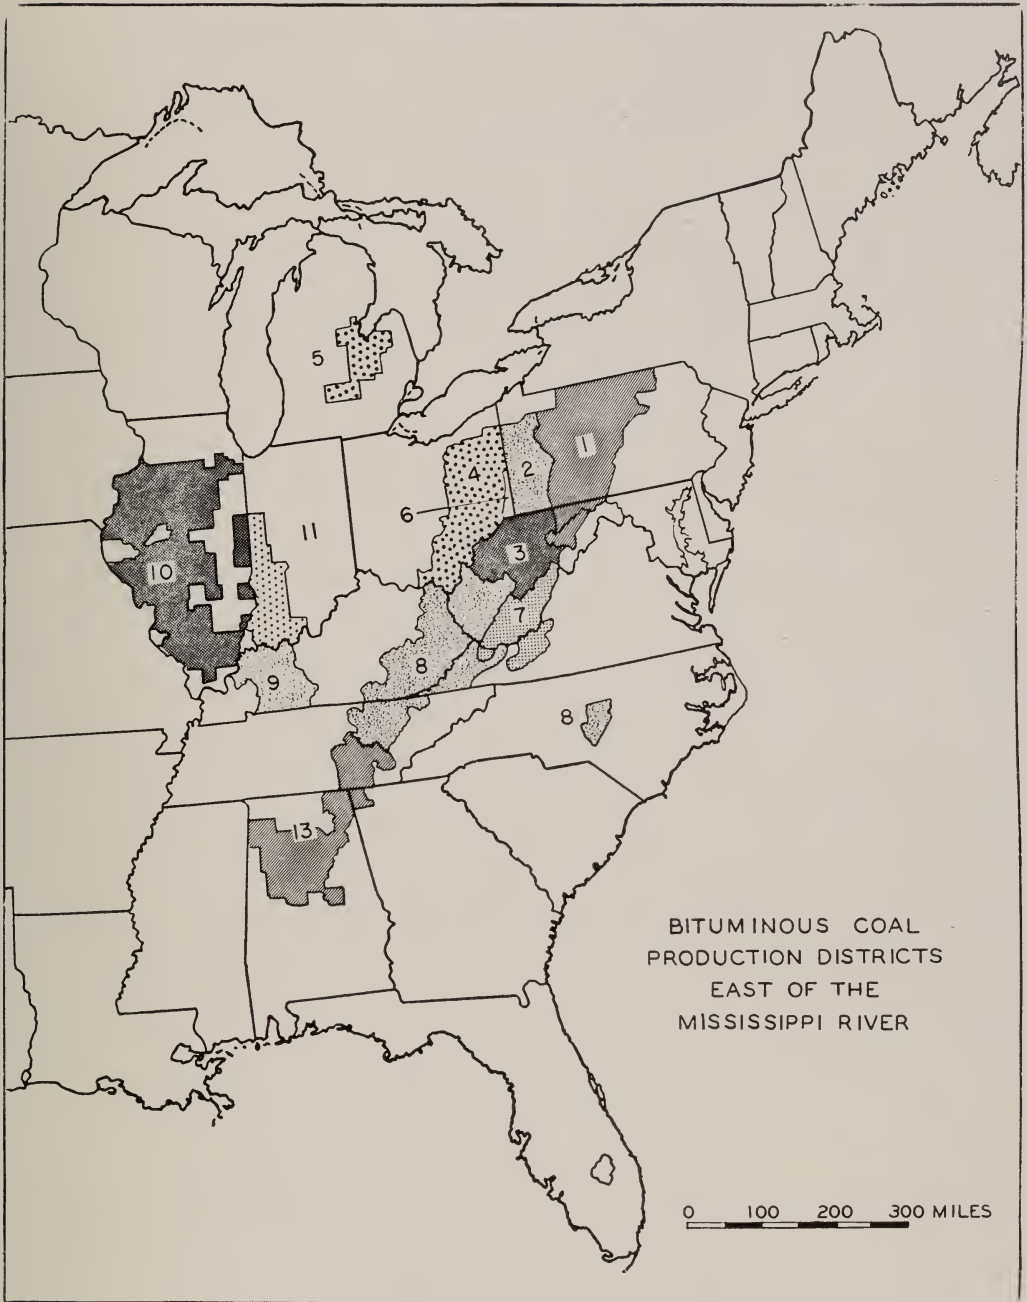 5
1
4
2
6
11
3
10
7
8
9
8
13
BITUMINOUS COAL
PRODUCTION DISTRICTS
EAST OF THE
MISSISSIPPI RIVER
0 100 200 300 MILES